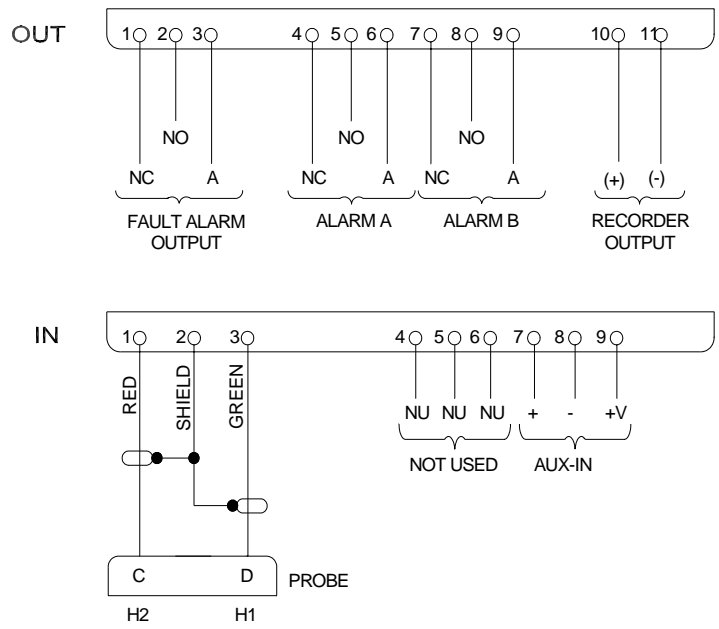 OUT
1 2 3 4 5 6 7 8 9 10 11
NO NO NO
NC A NC A NC A (+) (-)
FAULT ALARM
OUTPUT
ALARM A
ALARM B
RECORDER
OUTPUT
IN
1 2 3 4 5 6 7 8 9
RED
SHIELD
GREEN
NU NU NU + - +V
NOT USED
AUX-IN
C D
PROBE
H2 H1